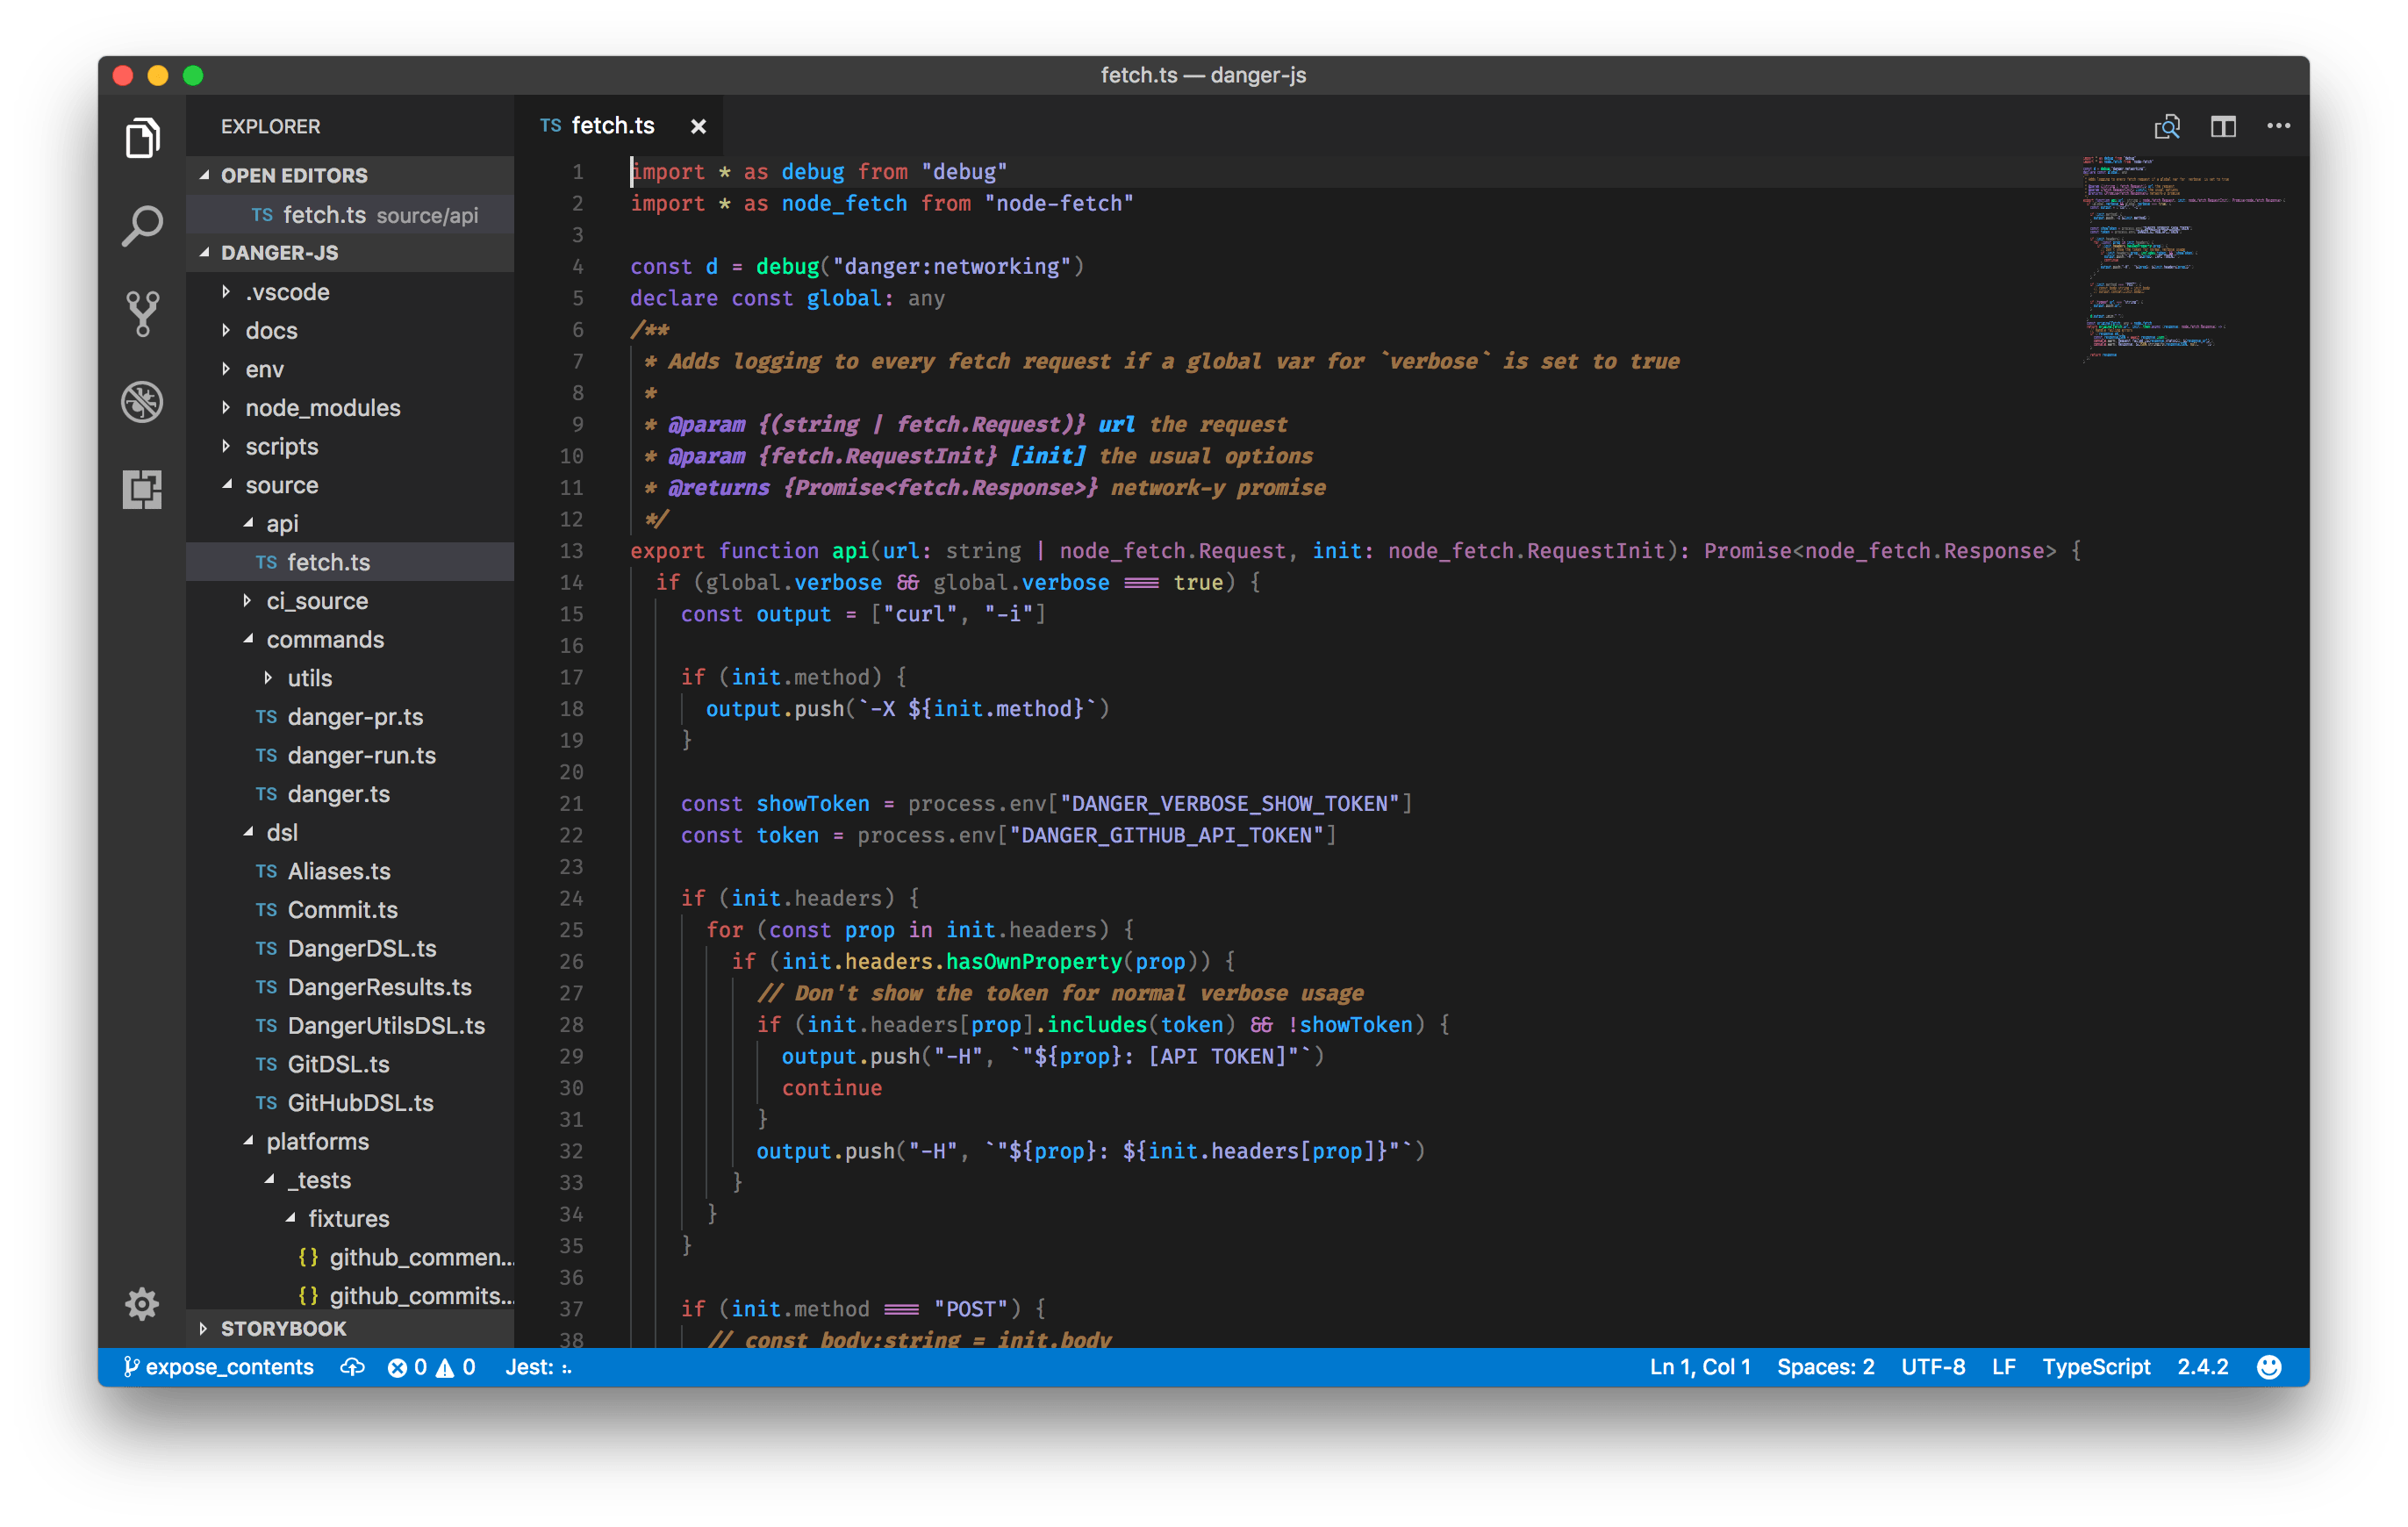 fetch.ts — danger-js
EXPLORER
OPEN EDITORS
TS fetch.ts source/api
DANGER-JS
.vscode
docs
env
node_modules
scripts
source
api
TS fetch.ts
ci_source
commands
utils
TS danger-pr.ts
TS danger-run.ts
TS danger.ts
dsl
TS Aliases.ts
TS Commit.ts
TS DangerDSL.ts
TS DangerResults.ts
TS DangerUtilsDSL.ts
TS GitDSL.ts
TS GitHubDSL.ts
platforms
_tests
fixtures
{} github_commen...
{} github_commits...
STORYBOOK
TS fetch.ts ×
1 import * as debug from "debug"
2 import * as node_fetch from "node-fetch"
3
4 const d = debug("danger:networking")
5 declare const global: any
6 /**
7 * Adds logging to every fetch request if a global var for `verbose` is set to true
8 *
9 * @param {(string | fetch.Request)} url the request
10 * @param {fetch.RequestInit} [init] the usual options
11 * @returns {Promise<fetch.Response>} network-y promise
12 */
13 export function api(url: string | node_fetch.Request, init: node_fetch.RequestInit): Promise<node_fetch.Response> {
14 if (global.verbose && global.verbose === true) {
15 const output = ["curl", "-i"]
16
17 if (init.method) {
18 output.push(`-X ${init.method}`)
19 }
20
21 const showToken = process.env["DANGER_VERBOSE_SHOW_TOKEN"]
22 const token = process.env["DANGER_GITHUB_API_TOKEN"]
23
24 if (init.headers) {
25 for (const prop in init.headers) {
26 if (init.headers.hasOwnProperty(prop)) {
27 // Don't show the token for normal verbose usage
28 if (init.headers[prop].includes(token) && !showToken) {
29 output.push("-H", `"${prop}: [API TOKEN]"`)
30 continue
31 }
32 output.push("-H", `"${prop}: ${init.headers[prop]}"`)
33 }
34 }
35 }
36
37 if (init.method === "POST") {
38 // const body:string = init.body
expose_contents 0 0 Jest: :. Ln 1, Col 1 Spaces: 2 UTF-8 LF TypeScript 2.4.2